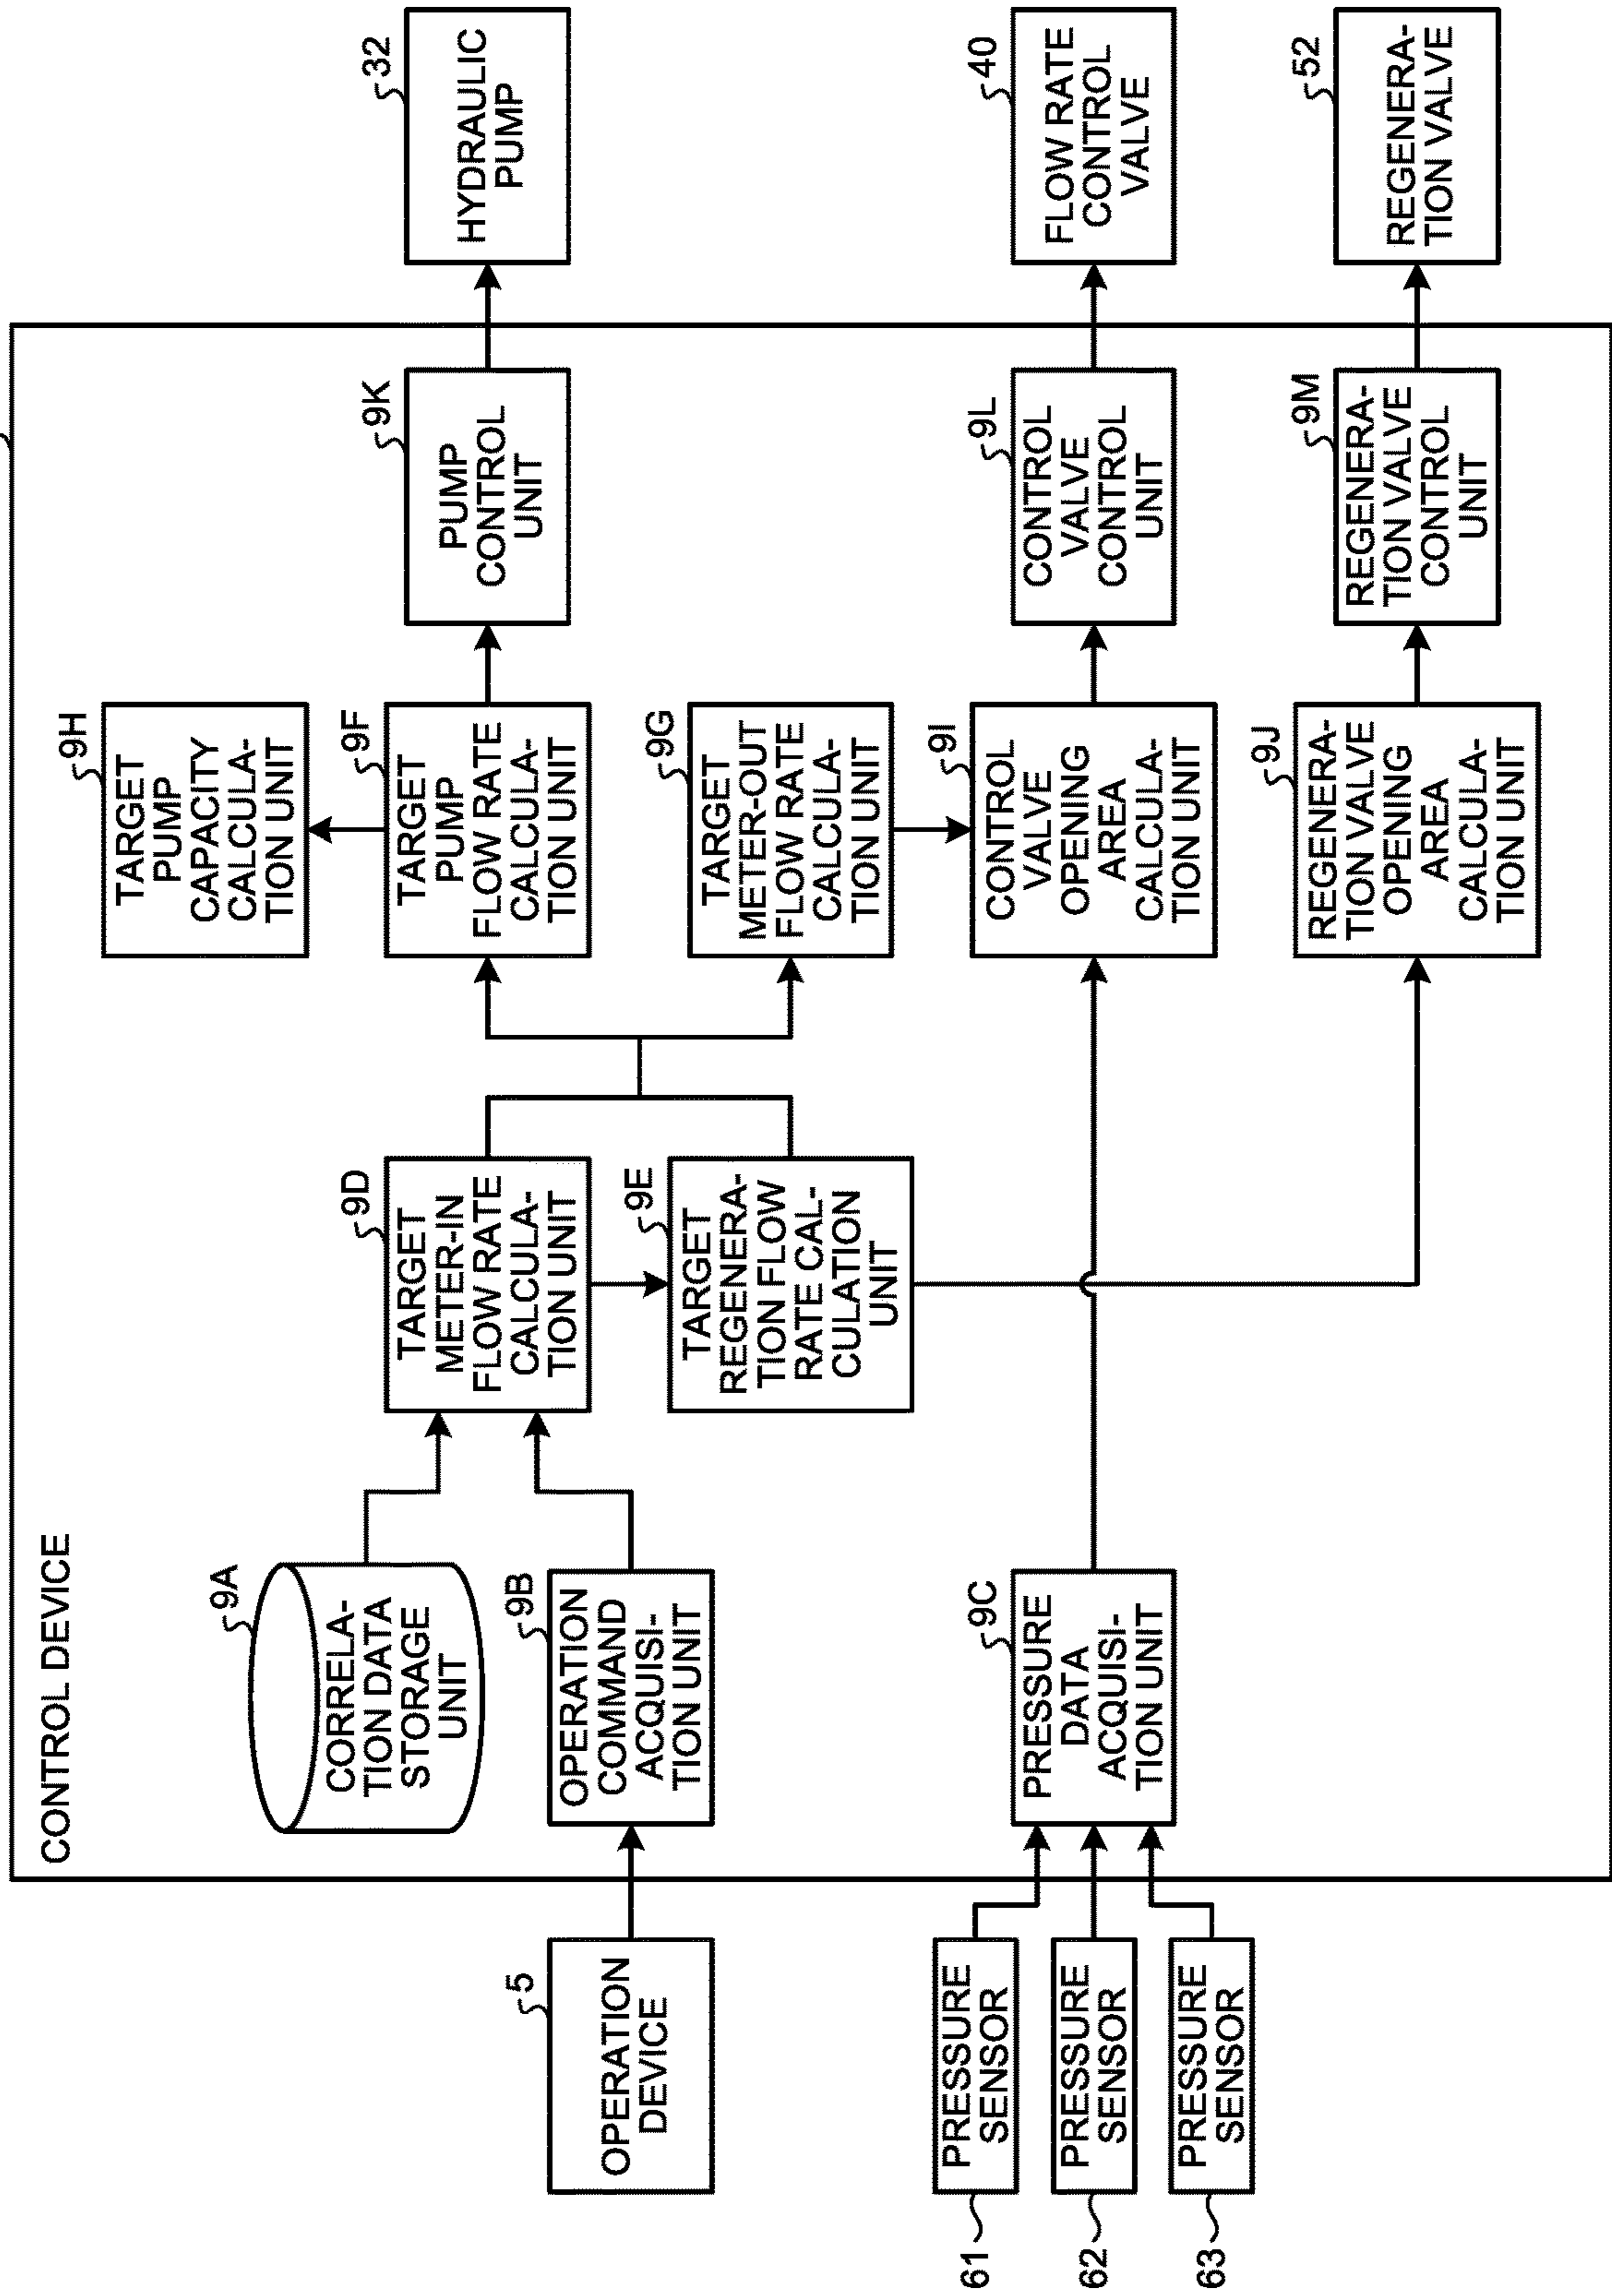 CONTROL DEVICE
5
OPERATION
DEVICE
61
PRESSURE
SENSOR
62
PRESSURE
SENSOR
63
PRESSURE
SENSOR
9A
CORRELA-
TION DATA
STORAGE
UNIT
9B
OPERATION
COMMAND
ACQUISI-
TION UNIT
9C
PRESSURE
DATA
ACQUISI-
TION UNIT
9D
TARGET
METER-IN
FLOW RATE
CALCULA-
TION UNIT
9E
TARGET
REGENERA-
TION FLOW
RATE CAL-
CULATION
UNIT
9H
TARGET
PUMP
CAPACITY
CALCULA-
TION UNIT
9F
TARGET
PUMP
FLOW RATE
CALCULA-
TION UNIT
9G
TARGET
METER-OUT
FLOW RATE
CALCULA-
TION UNIT
9I
CONTROL
VALVE
OPENING
AREA
CALCULA-
TION UNIT
9J
REGENERA-
TION VALVE
OPENING
AREA
CALCULA-
TION UNIT
9K
PUMP
CONTROL
UNIT
9L
CONTROL
VALVE
CONTROL
UNIT
9M
REGENERA-
TION VALVE
CONTROL
UNIT
32
HYDRAULIC
PUMP
40
FLOW RATE
CONTROL
VALVE
52
REGENERA-
TION VALVE